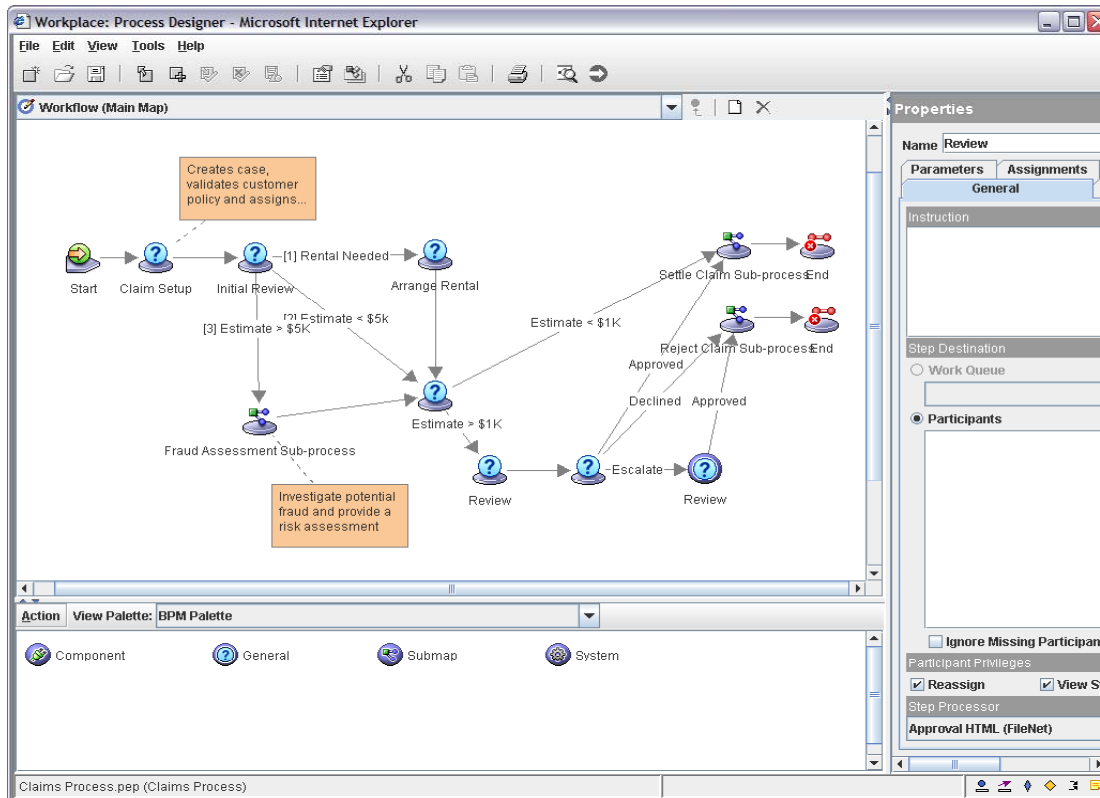 Workplace: Process Designer - Microsoft Internet Explorer
File Edit View Tools Help
Workflow (Main Map)
Creates case,
validates customer
policy and assigns...
Start
Claim Setup
Initial Review
[1] Rental Needed
Arrange Rental
[3] Estimate > $5K
[2] Estimate < $5k
Estimate < $1K
Settle Claim Sub-process
End
Reject Claim Sub-process
End
Approved
Declined
Approved
Estimate > $1K
Fraud Assessment Sub-process
Review
Escalate
Review
Investigate potential
fraud and provide a
risk assessment
Action View Palette: BPM Palette
Component
General
Submap
System
Properties
Name Review
Parameters Assignments
General
Instruction
Step Destination
Work Queue
Participants
Ignore Missing Participan
Participant Privileges
Reassign View S
Step Processor
Approval HTML (FileNet)
Claims Process.pep (Claims Process)